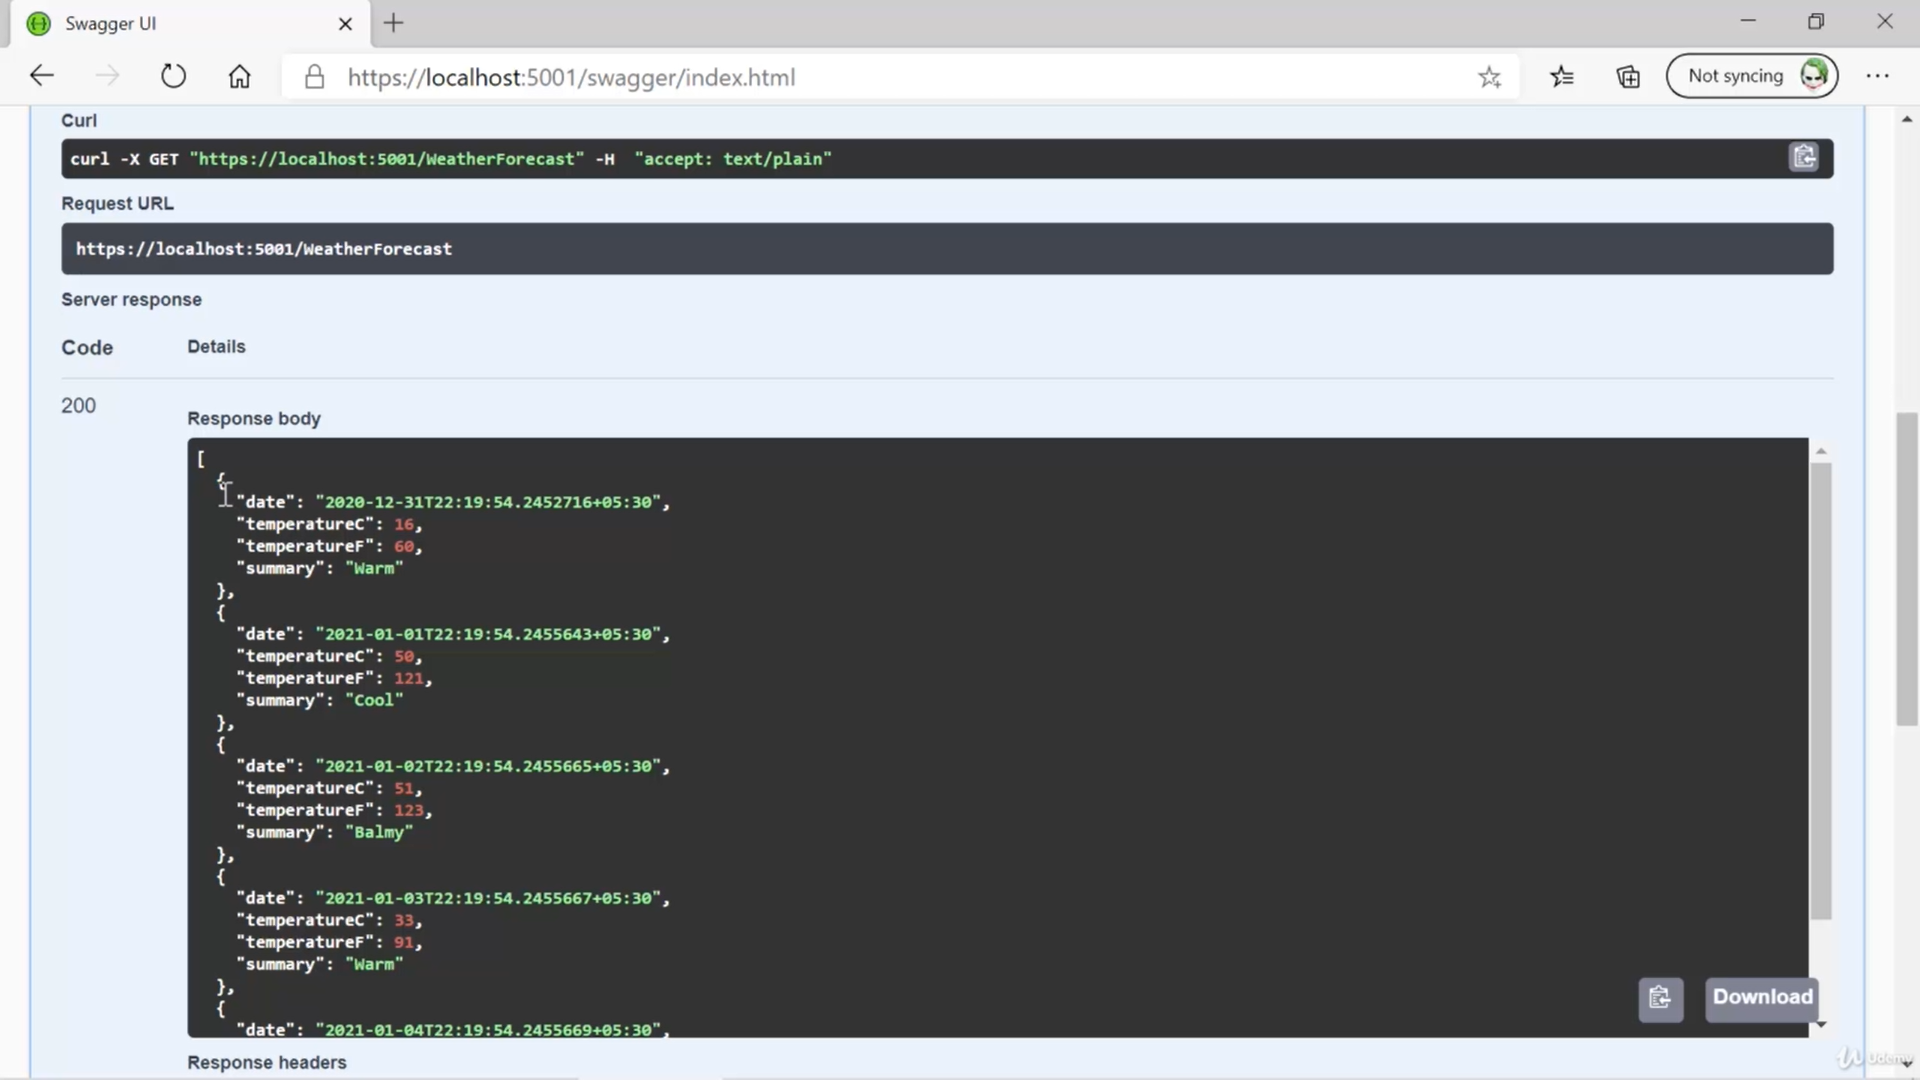 Swagger UI
https://localhost:5001/swagger/index.html
Not syncing
Curl
curl -X GET "https://localhost:5001/WeatherForecast" -H  "accept: text/plain"
Request URL
https://localhost:5001/WeatherForecast
Server response
Code Details
200
Response body
[
{
"date": "2020-12-31T22:19:54.2452716+05:30",
"temperatureC": 16,
"temperatureF": 60,
"summary": "Warm"
},
{
"date": "2021-01-01T22:19:54.2455643+05:30",
"temperatureC": 50,
"temperatureF": 121,
"summary": "Cool"
},
{
"date": "2021-01-02T22:19:54.2455665+05:30",
"temperatureC": 51,
"temperatureF": 123,
"summary": "Balmy"
},
{
"date": "2021-01-03T22:19:54.2455667+05:30",
"temperatureC": 33,
"temperatureF": 91,
"summary": "Warm"
},
{
"date": "2021-01-04T22:19:54.2455669+05:30",
Download
Response headers
Udemy